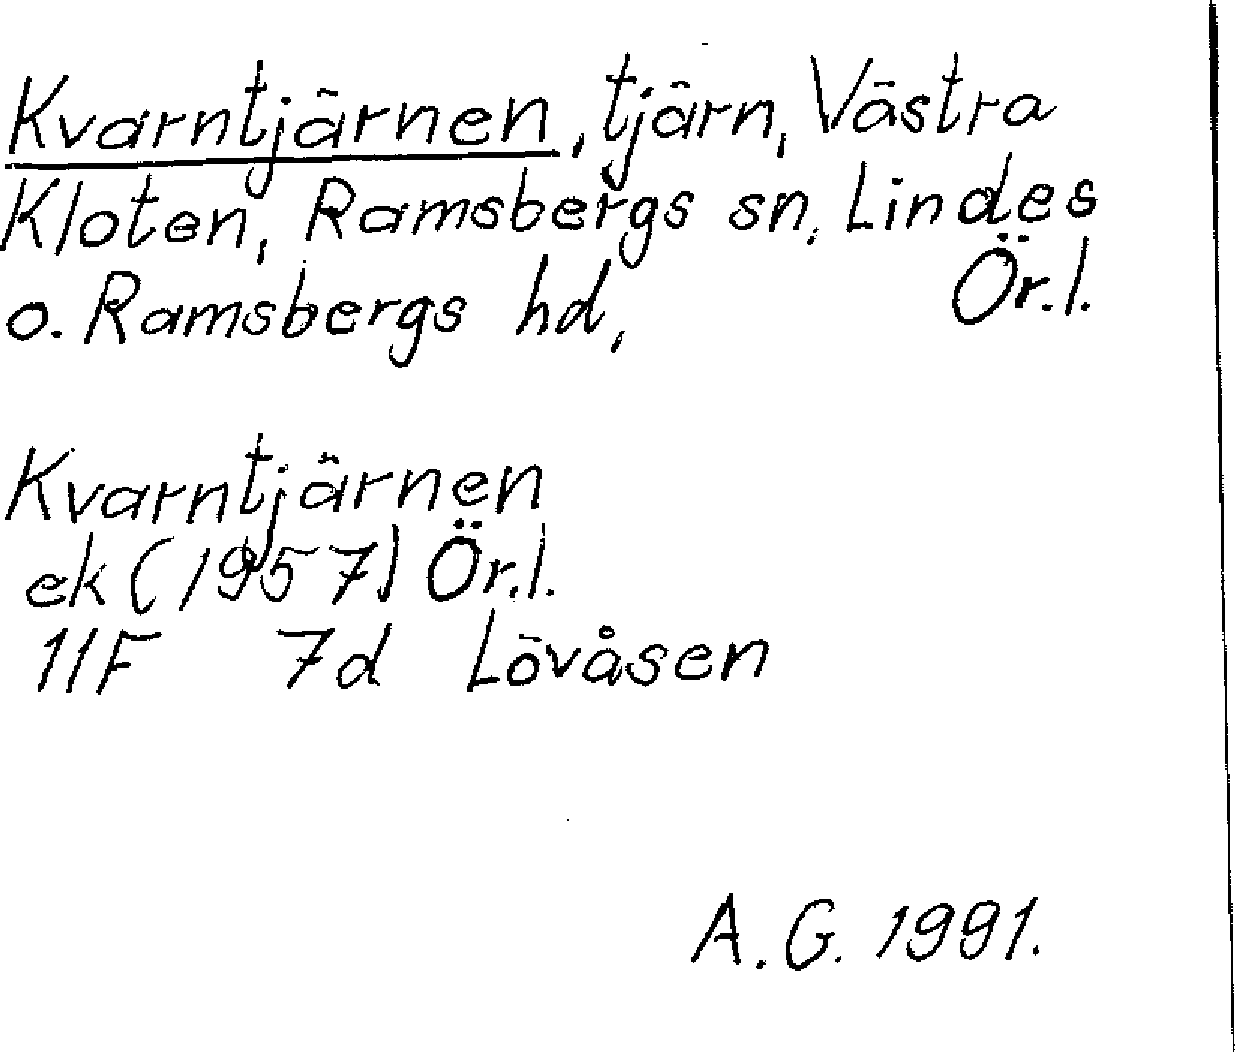 Kvarntjärnen, tjärn, Västra
Kloten, Ramsbergs sn, Lindes
o. Ramsbergs hd, Ör.l.
Kvarntjärnen
ek (1957) Ör.l.
11F 7d Lövåsen
A.G. 1991.